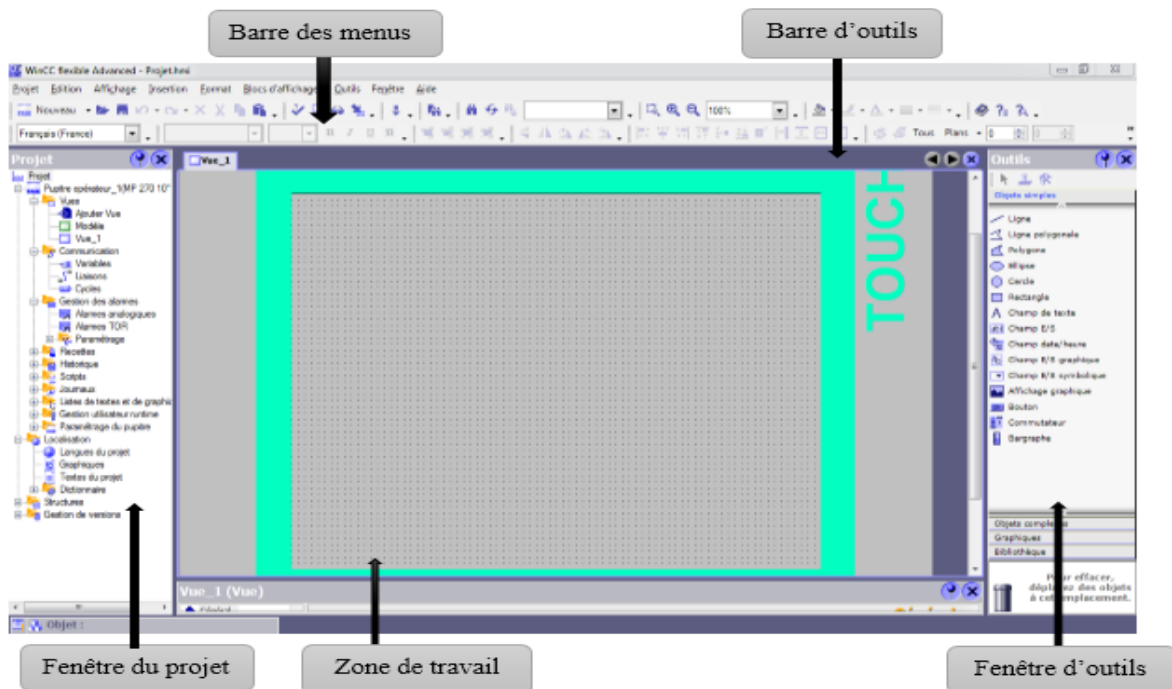 Barre des menus
Barre d'outils
WinCC flexible Advanced - Projet.hmi
Projet Edition Affichage Insertion Format Blocs d'affichage Outils Fenêtre Aide
Nouveau 100%
Français (France) Tous Plans 0 0
Projet
Projet
Pupitre opérateur_1(MP 270 10"
Vues
Ajouter Vue
Modèle
Vue_1
Communication
Variables
Liaisons
Cycles
Gestion des alarmes
Alarmes analogiques
Alarmes TOR
Paramétrage
Recettes
Historique
Scripts
Journaux
Listes de textes et de graphic
Gestion utilisateur runtime
Paramétrage du pupitre
Localisation
Langues du projet
Graphiques
Textes du projet
Dictionnaire
Structures
Gestion de versions
Vue_1
TOUCH
Vue_1 (Vue)
Général
Outils
Objets simples
Ligne
Ligne polygonale
Polygone
Ellipse
Cercle
Rectangle
Champ de texte
Champ E/S
Champ date/heure
Champ E/S graphique
Champ E/S symbolique
Affichage graphique
Bouton
Commutateur
Bargraphe
Objets complexes
Graphiques
Bibliothèque
Pour effacer,
déplacez des objets
à cet emplacement.
Objet :
Fenêtre du projet
Zone de travail
Fenêtre d'outils